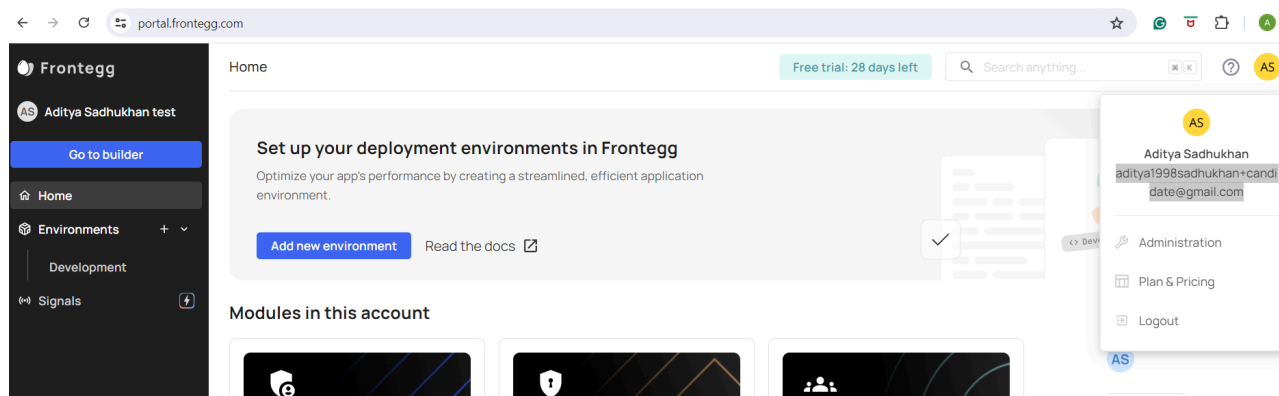 portal.frontegg.com
A
Frontegg
Home
Free trial: 28 days left
Search anything...
⌘ K
AS
AS Aditya Sadhukhan test
Go to builder
Home
Environments
Development
Signals
Set up your deployment environments in Frontegg
Optimize your app's performance by creating a streamlined, efficient application
environment.
Add new environment
Read the docs
Modules in this account
AS
Aditya Sadhukhan
aditya1998sadhukhan+candi
date@gmail.com
Administration
Plan & Pricing
Logout
AS